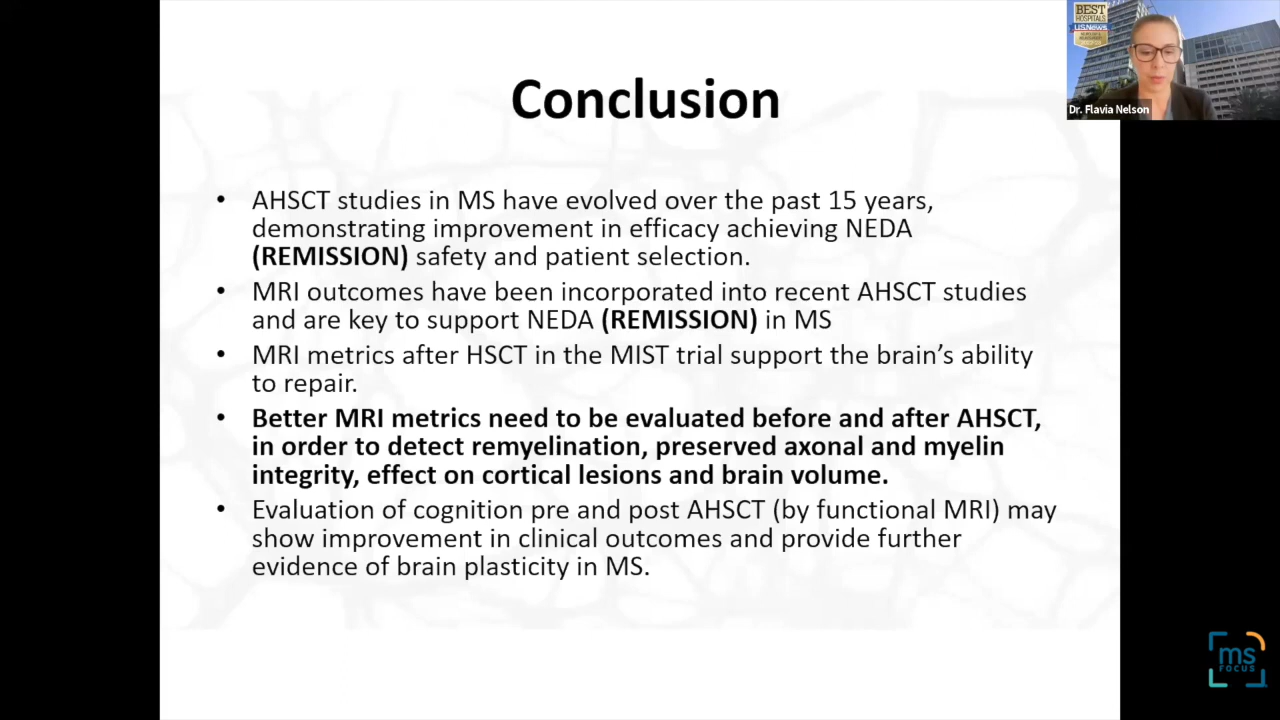 BEST
HOSPITALS
U.S.News
Dr. Flavia Nelson
Conclusion
• AHSCT studies in MS have evolved over the past 15 years,
demonstrating improvement in efficacy achieving NEDA
(REMISSION) safety and patient selection.
• MRI outcomes have been incorporated into recent AHSCT studies
and are key to support NEDA (REMISSION) in MS
• MRI metrics after HSCT in the MIST trial support the brain’s ability
to repair.
• Better MRI metrics need to be evaluated before and after AHSCT,
in order to detect remyelination, preserved axonal and myelin
integrity, effect on cortical lesions and brain volume.
• Evaluation of cognition pre and post AHSCT (by functional MRI) may
show improvement in clinical outcomes and provide further
evidence of brain plasticity in MS.
ms
FOCUS